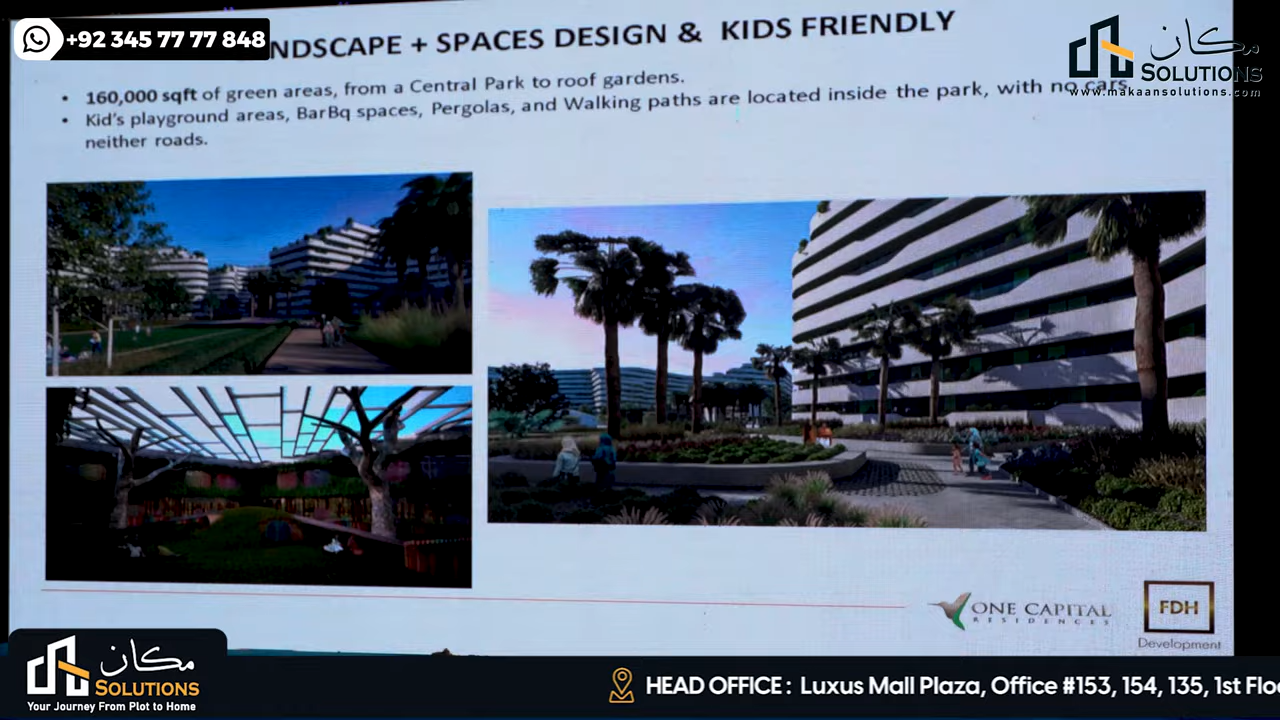 +92 345 77 77 848
NDSCAPE + SPACES DESIGN & KIDS FRIENDLY
مكان
SOLUTIONS
www.makaansolutions.com
• 160,000 sqft of green areas, from a Central Park to roof gardens.
• Kid's playground areas, BarBq spaces, Pergolas, and Walking paths are located inside the park, with no cars
neither roads.
ONE CAPITAL
RESIDENCES
FDH
Development
مكان
SOLUTIONS
Your Journey From Plot to Home
HEAD OFFICE : Luxus Mall Plaza, Office #153, 154, 135, 1st Floo